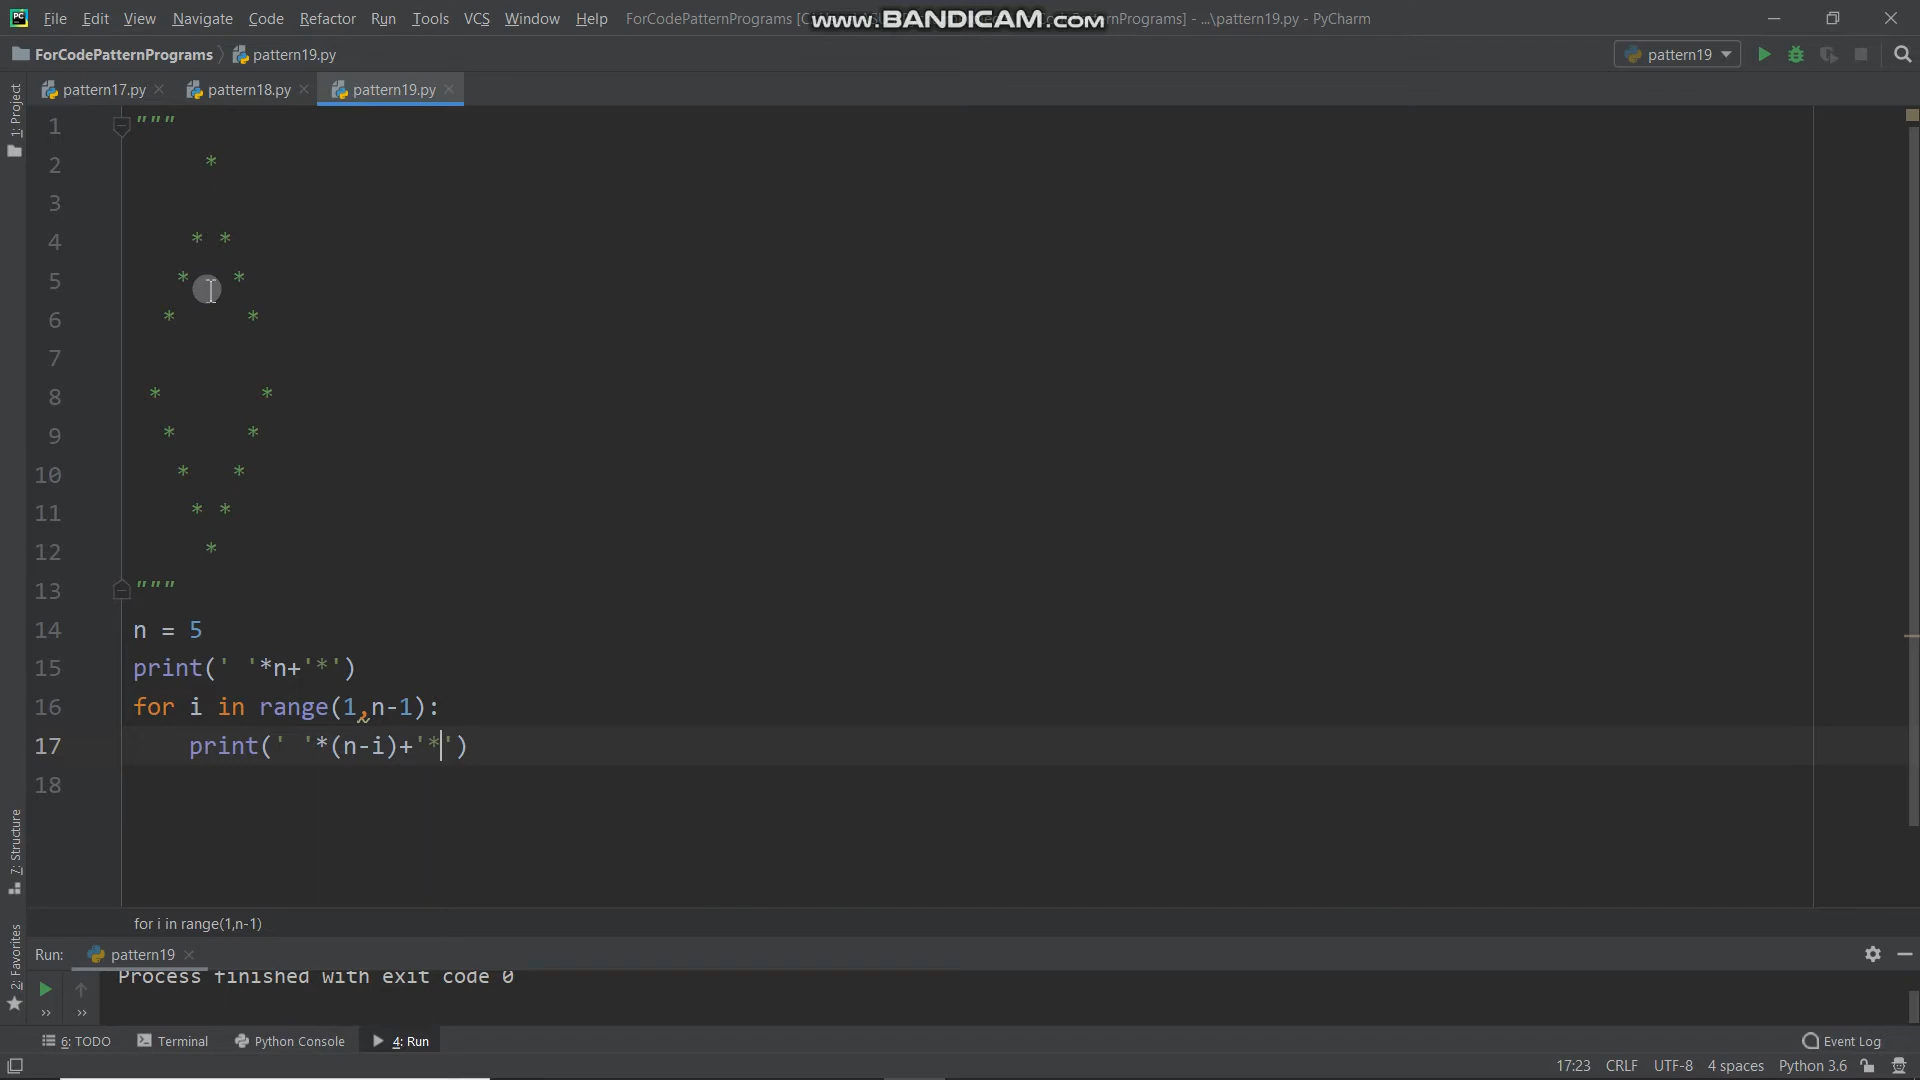 File Edit View Navigate Code Refactor Run Tools VCS Window Help ForCodePatternPrograms [C PatternPrograms] - ...\pattern19.py - PyCharm
www.BANDICAM.com
ForCodePatternPrograms pattern19.py
pattern19
pattern17.py
pattern18.py
pattern19.py
1: Project
1 """
2 *
3
4 * *
5 * *
6 * *
7
8 * *
9 * *
10 * *
11 * *
12 *
13 """
14 n = 5
15 print(' '*n+'*')
16 for i in range(1,n-1):
17 print(' '*(n-i)+'*')
18
7: Structure
2: Favorites
for i in range(1,n-1)
Run: pattern19
Process finished with exit code 0
6: TODO Terminal Python Console 4: Run Event Log
17:23 CRLF UTF-8 4 spaces Python 3.6